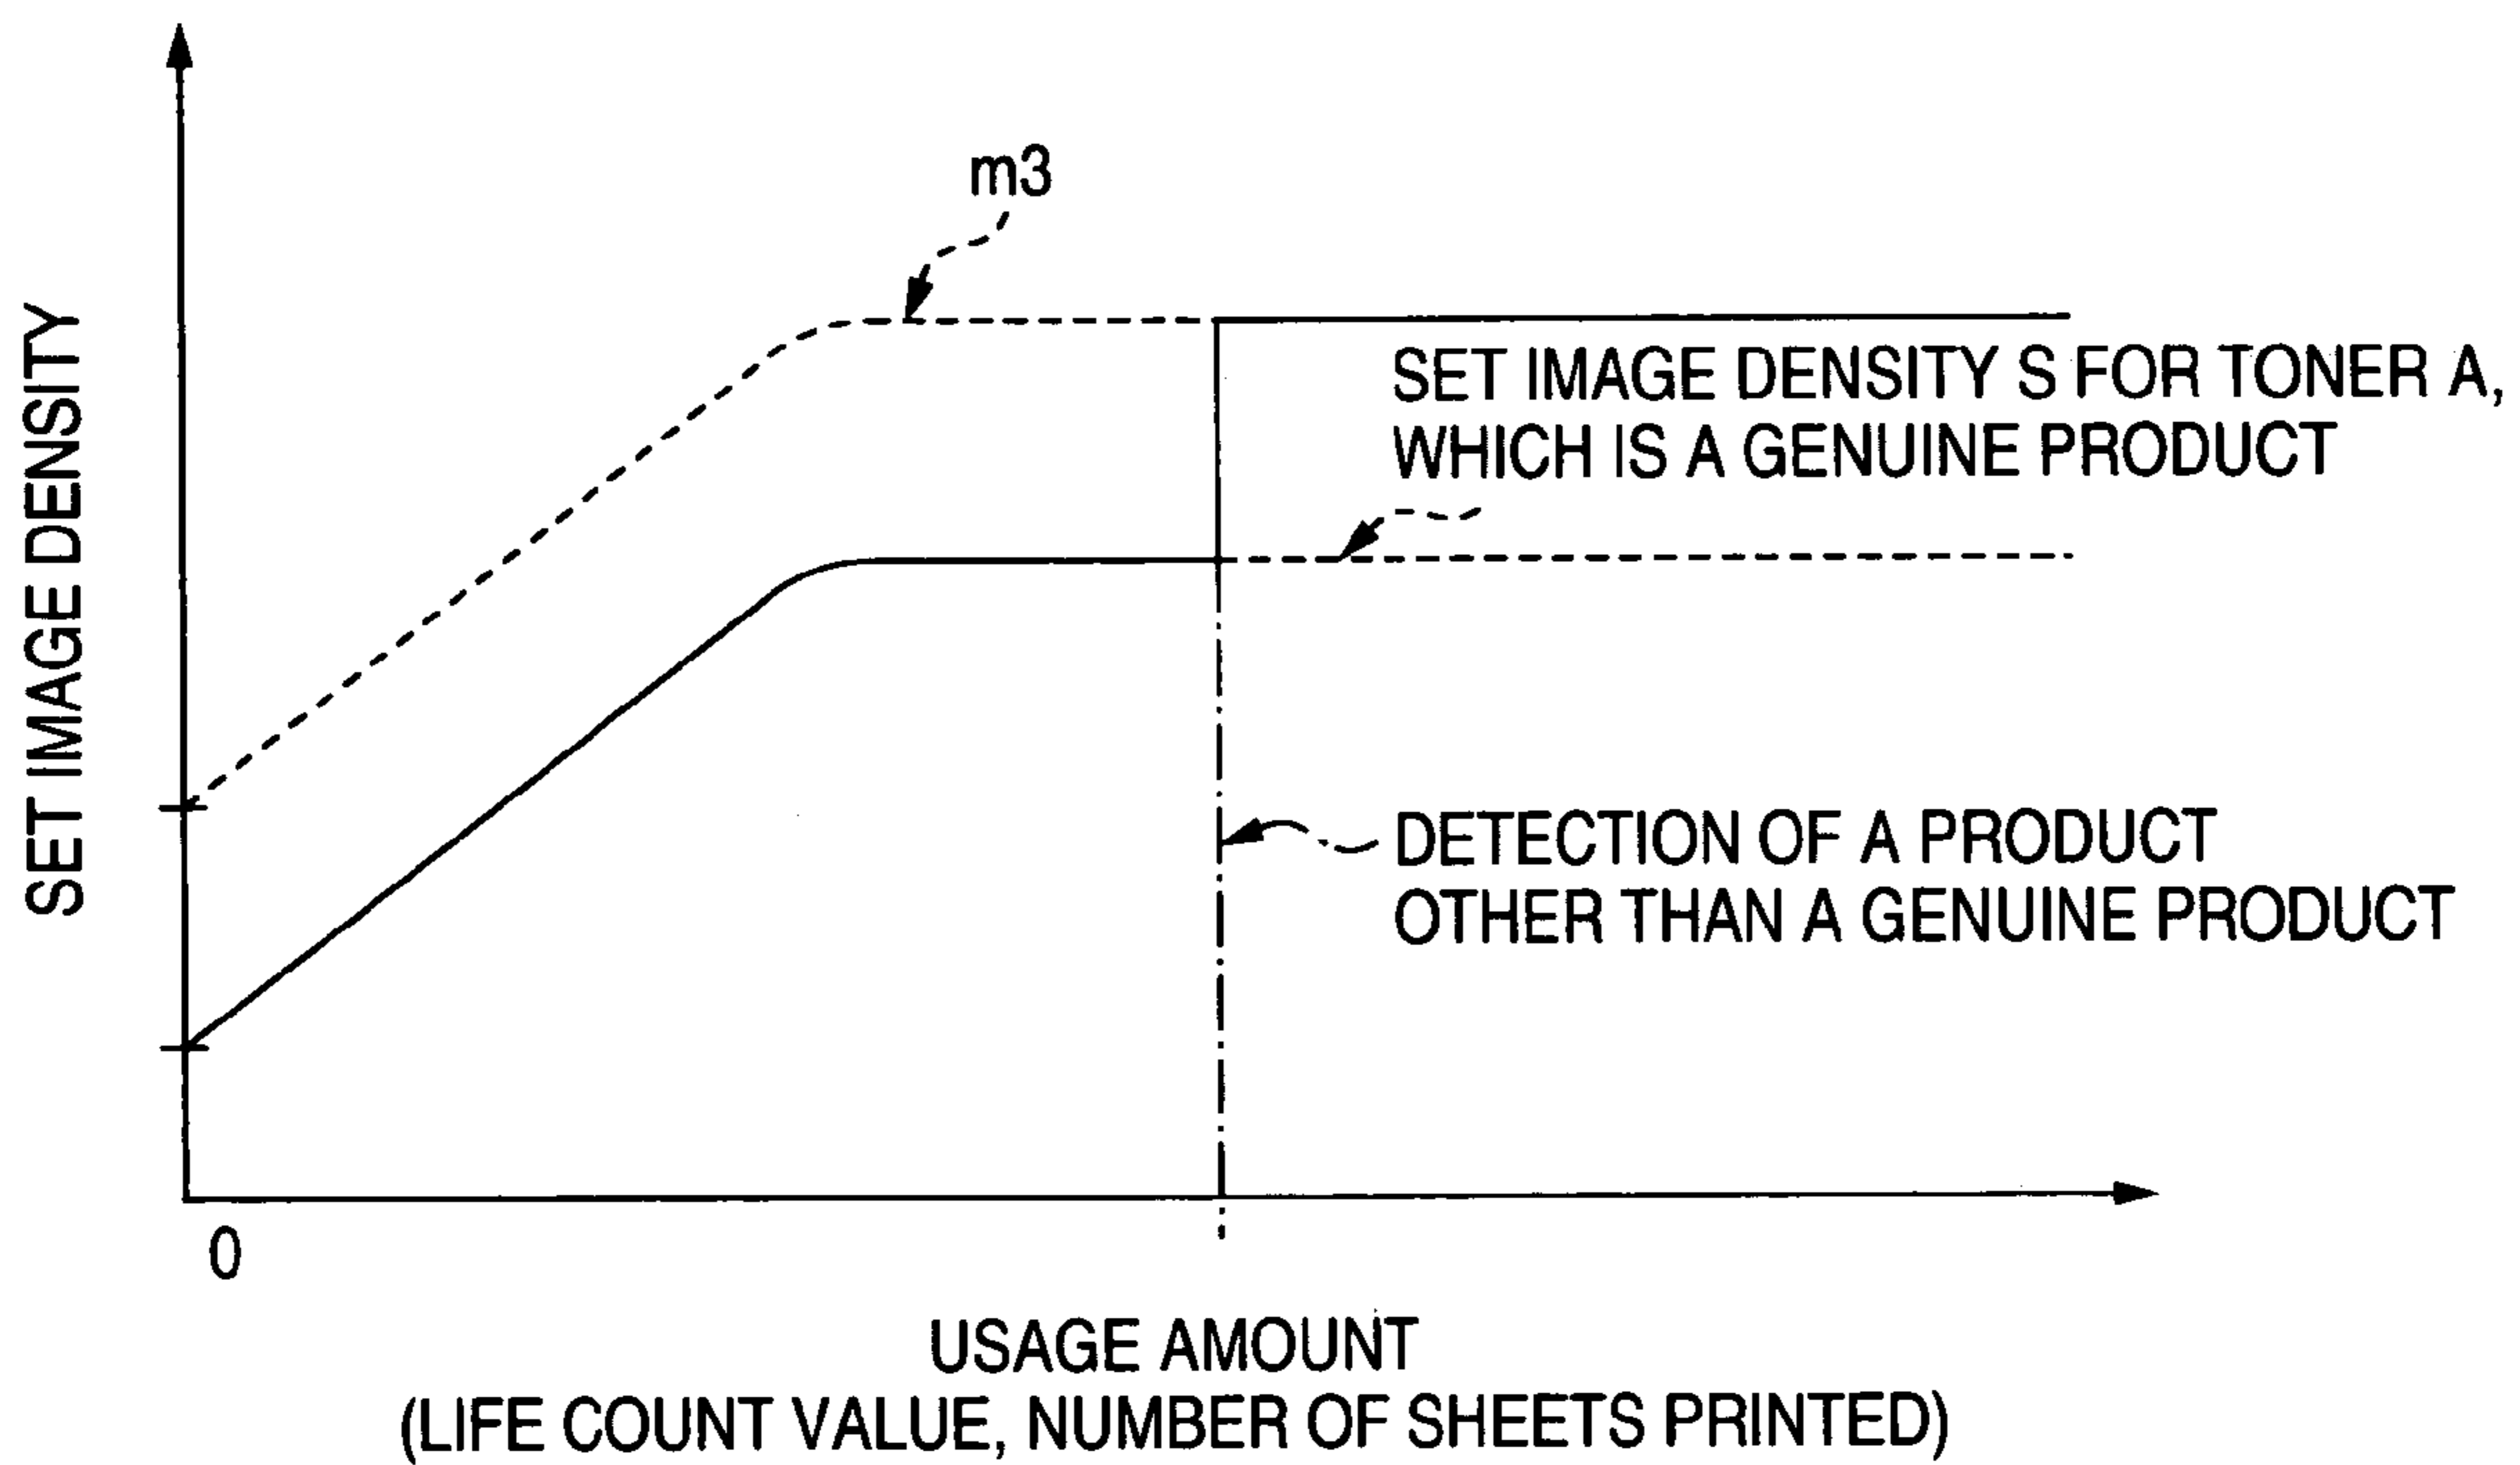 m3
SET IMAGE DENSITY S FOR TONER A,
WHICH IS A GENUINE PRODUCT
SET IMAGE DENSITY
DETECTION OF A PRODUCT
OTHER THAN A GENUINE PRODUCT
0
USAGE AMOUNT
(LIFE COUNT VALUE, NUMBER OF SHEETS PRINTED)